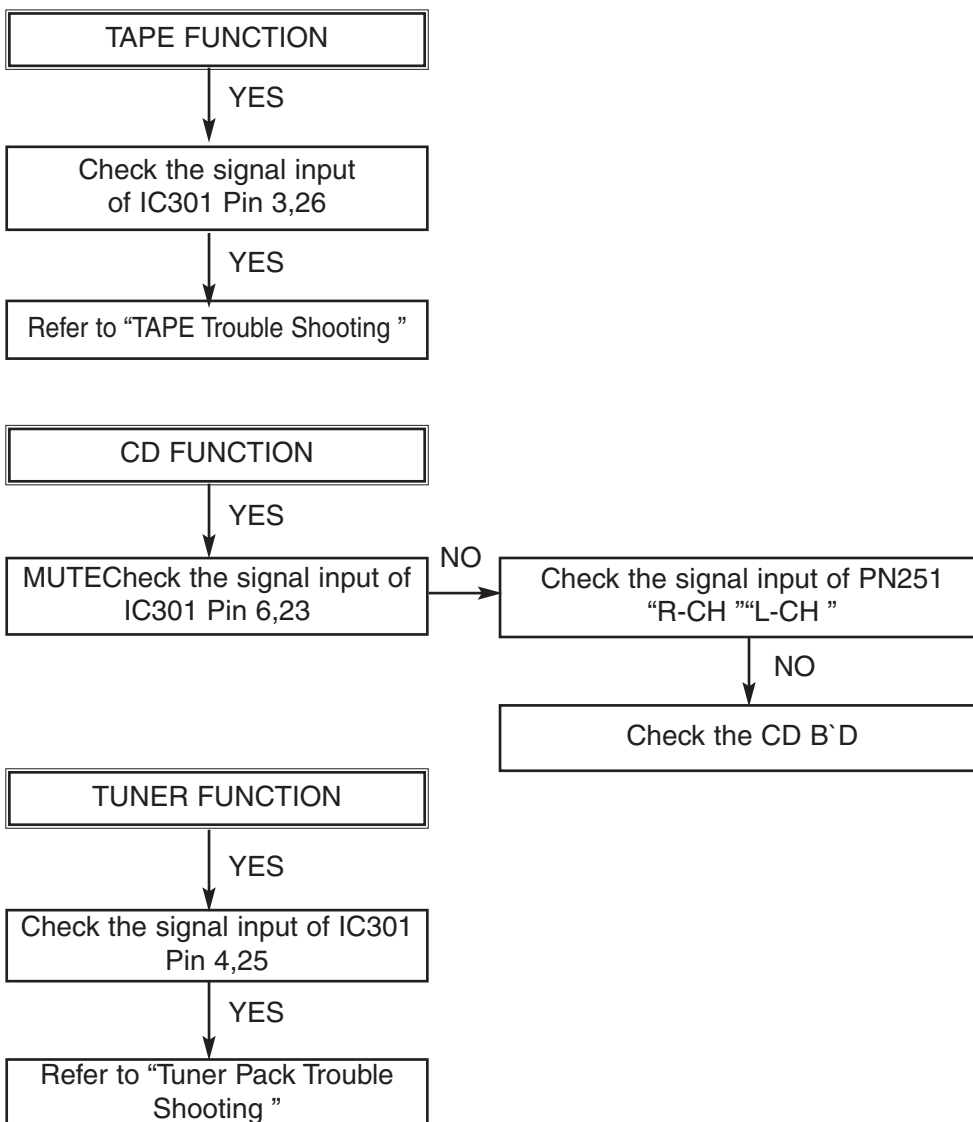 TAPE FUNCTION
YES
Check the signal input
of IC301 Pin 3,26
YES
Refer to “TAPE Trouble Shooting ”
CD FUNCTION
YES
MUTECheck the signal input of
IC301 Pin 6,23
NO
Check the signal input of PN251
“R-CH ”“L-CH ”
NO
Check the CD B`D
TUNER FUNCTION
YES
Check the signal input of IC301
Pin 4,25
YES
Refer to “Tuner Pack Trouble
Shooting ”